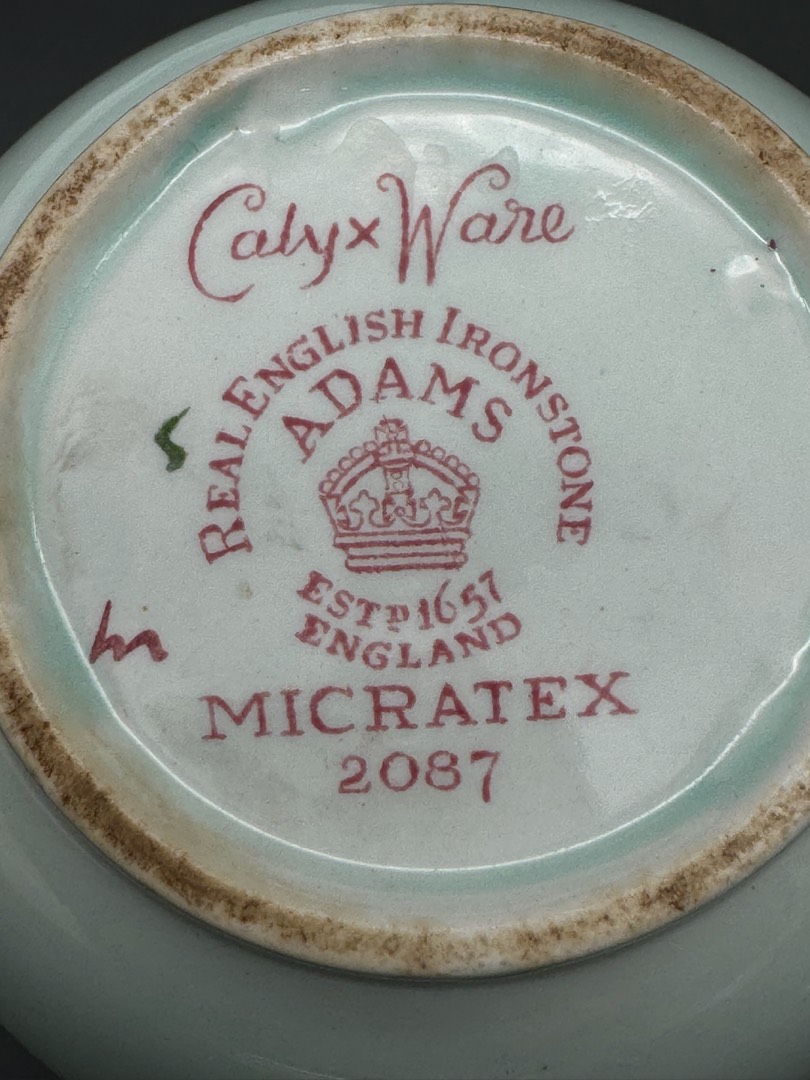 Calyx Ware
REAL ENGLISH IRONSTONE
ADAMS
ESTD 1657
ENGLAND
MICRATEX
2087